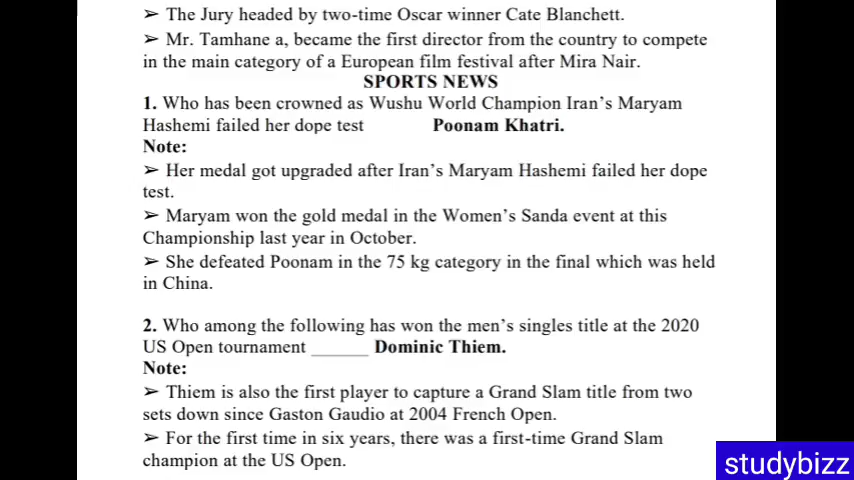 ➢ The Jury headed by two-time Oscar winner Cate Blanchett.
➢ Mr. Tamhane a, became the first director from the country to compete
in the main category of a European film festival after Mira Nair.
SPORTS NEWS
1. Who has been crowned as Wushu World Champion Iran's Maryam
Hashemi failed her dope test Poonam Khatri.
Note:
➢ Her medal got upgraded after Iran's Maryam Hashemi failed her dope
test.
➢ Maryam won the gold medal in the Women's Sanda event at this
Championship last year in October.
➢ She defeated Poonam in the 75 kg category in the final which was held
in China.
2. Who among the following has won the men's singles title at the 2020
US Open tournament ______ Dominic Thiem.
Note:
➢ Thiem is also the first player to capture a Grand Slam title from two
sets down since Gaston Gaudio at 2004 French Open.
➢ For the first time in six years, there was a first-time Grand Slam
champion at the US Open.
studybizz